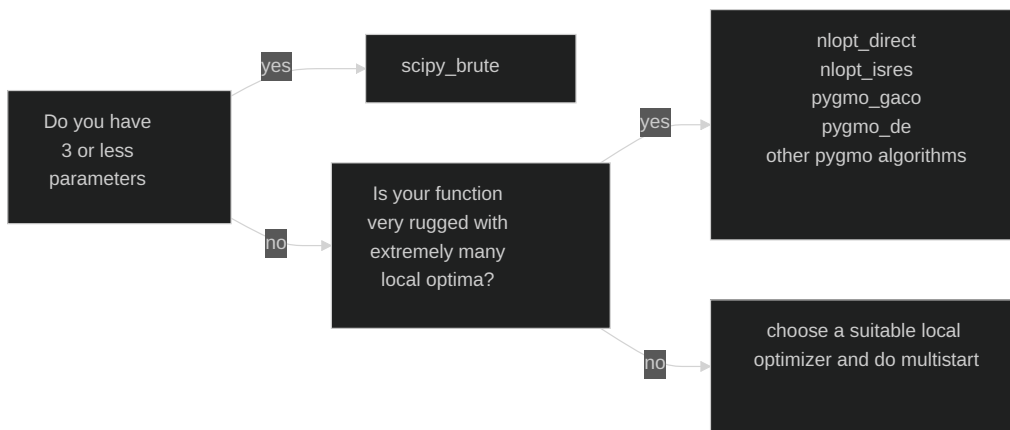 Do you have
3 or less
parameters
yes
scipy_brute
no
Is your function
very rugged with
extremely many
local optima?
yes
nlopt_direct
nlopt_isres
pygmo_gaco
pygmo_de
other pygmo algorithms
no
choose a suitable local
optimizer and do multistart